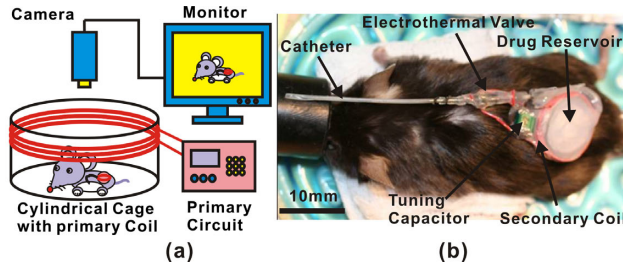 Camera
Monitor
Cylindrical Cage
with primary Coil
Primary
Circuit
(a)
Electrothermal Valve
Catheter
Drug Reservoir
10mm
Tuning
Capacitor
Secondary Coil
(b)